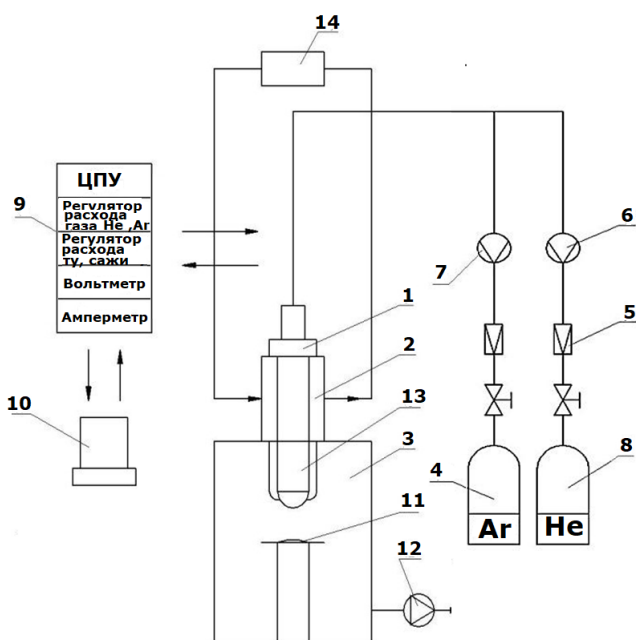 14
ЦПУ
9
Регулятор
расхода
газа He ,Ar
Регулятор
расхода
ту, сажи .
Вольтметр
Амперметр
6
7
1
5
2
10
13
3
8
4
11
Ar
He
12